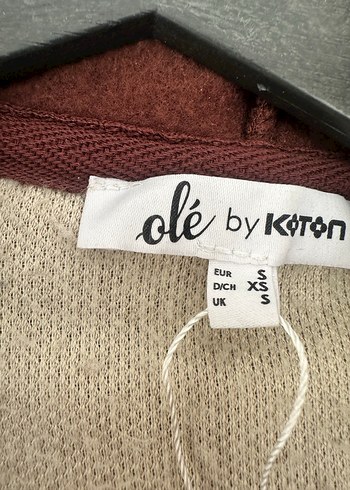 olé by KOTON
EUR S
D/CH XS
UK S